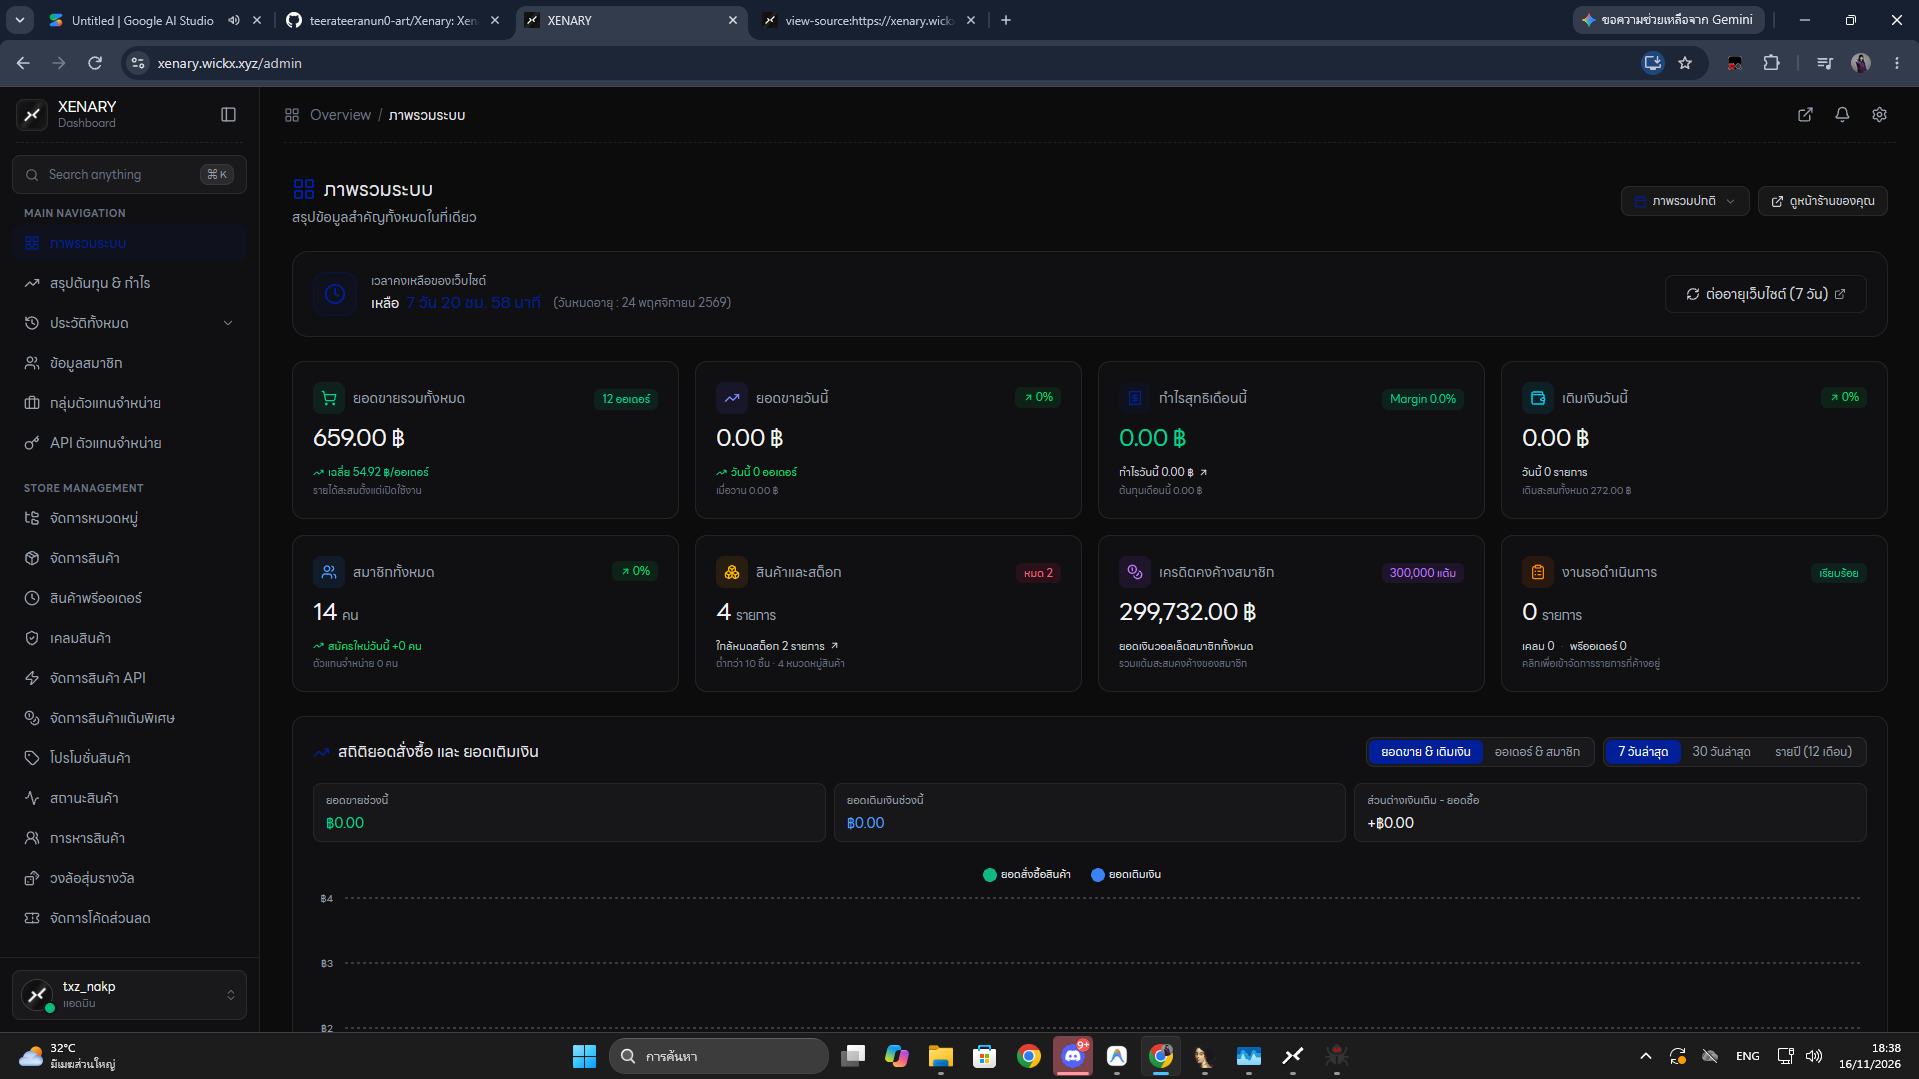 Untitled | Google AI Studio
teerateeranun0-art/Xenary: Xen
XENARY
view-source:https://xenary.wick
ขอความช่วยเหลือจาก Gemini
xenary.wickx.xyz/admin
XENARY
Dashboard
Search anything
⌘ K
MAIN NAVIGATION
ภาพรวมระบบ
สรุปต้นทุน & กำไร
ประวัติทั้งหมด
ข้อมูลสมาชิก
กลุ่มตัวแทนจำหน่าย
API ตัวแทนจำหน่าย
STORE MANAGEMENT
จัดการหมวดหมู่
จัดการสินค้า
สินค้าพรีออเดอร์
เคลมสินค้า
จัดการสินค้า API
จัดการสินค้าแต้มพิเศษ
โปรโมชั่นสินค้า
สถานะสินค้า
การหารสินค้า
วงล้อสุ่มรางวัล
จัดการโค้ดส่วนลด
txz_nakp
แอดมิน
Overview / ภาพรวมระบบ
ภาพรวมระบบ
สรุปข้อมูลสำคัญทั้งหมดในที่เดียว
ภาพรวมปกติ
ดูหน้าร้านของคุณ
เวลาคงเหลือของเว็บไซต์
เหลือ 7 วัน 20 ชม. 58 นาที (วันหมดอายุ : 24 พฤศจิกายน 2569)
ต่ออายุเว็บไซต์ (7 วัน)
ยอดขายรวมทั้งหมด
12 ออเดอร์
659.00 ฿
เฉลี่ย 54.92 ฿/ออเดอร์
รายได้สะสมตั้งแต่เปิดใช้งาน
ยอดขายวันนี้
0%
0.00 ฿
วันนี้ 0 ออเดอร์
เมื่อวาน 0.00 ฿
กำไรสุทธิเดือนนี้
Margin 0.0%
0.00 ฿
กำไรวันนี้ 0.00 ฿
ต้นทุนเดือนนี้ 0.00 ฿
เติมเงินวันนี้
0%
0.00 ฿
วันนี้ 0 รายการ
เติมสะสมทั้งหมด 272.00 ฿
สมาชิกทั้งหมด
0%
14 คน
สมัครใหม่วันนี้ +0 คน
ตัวแทนจำหน่าย 0 คน
สินค้าและสต็อก
หมด 2
4 รายการ
ใกล้หมดสต็อก 2 รายการ
ต่ำกว่า 10 ชิ้น · 4 หมวดหมู่สินค้า
เครดิตคงค้างสมาชิก
300,000 แต้ม
299,732.00 ฿
ยอดเงินวอลเล็ตสมาชิกทั้งหมด
รวมแต้มสะสมคงค้างของสมาชิก
งานรอดำเนินการ
เรียบร้อย
0 รายการ
เคลม 0 · พรีออเดอร์ 0
คลิกเพื่อเข้าจัดการรายการที่ค้างอยู่
สถิติยอดสั่งซื้อ และ ยอดเติมเงิน
ยอดขาย & เติมเงิน
ออเดอร์ & สมาชิก
7 วันล่าสุด
30 วันล่าสุด
รายปี (12 เดือน)
ยอดขายช่วงนี้
฿0.00
ยอดเติมเงินช่วงนี้
฿0.00
ส่วนต่างเงินเติม - ยอดซื้อ
+฿0.00
ยอดสั่งซื้อสินค้า
ยอดเติมเงิน
฿4
฿3
฿2
32°C
มีเมฆส่วนใหญ่
การค้นหา
9+
ENG
18:38
16/11/2026